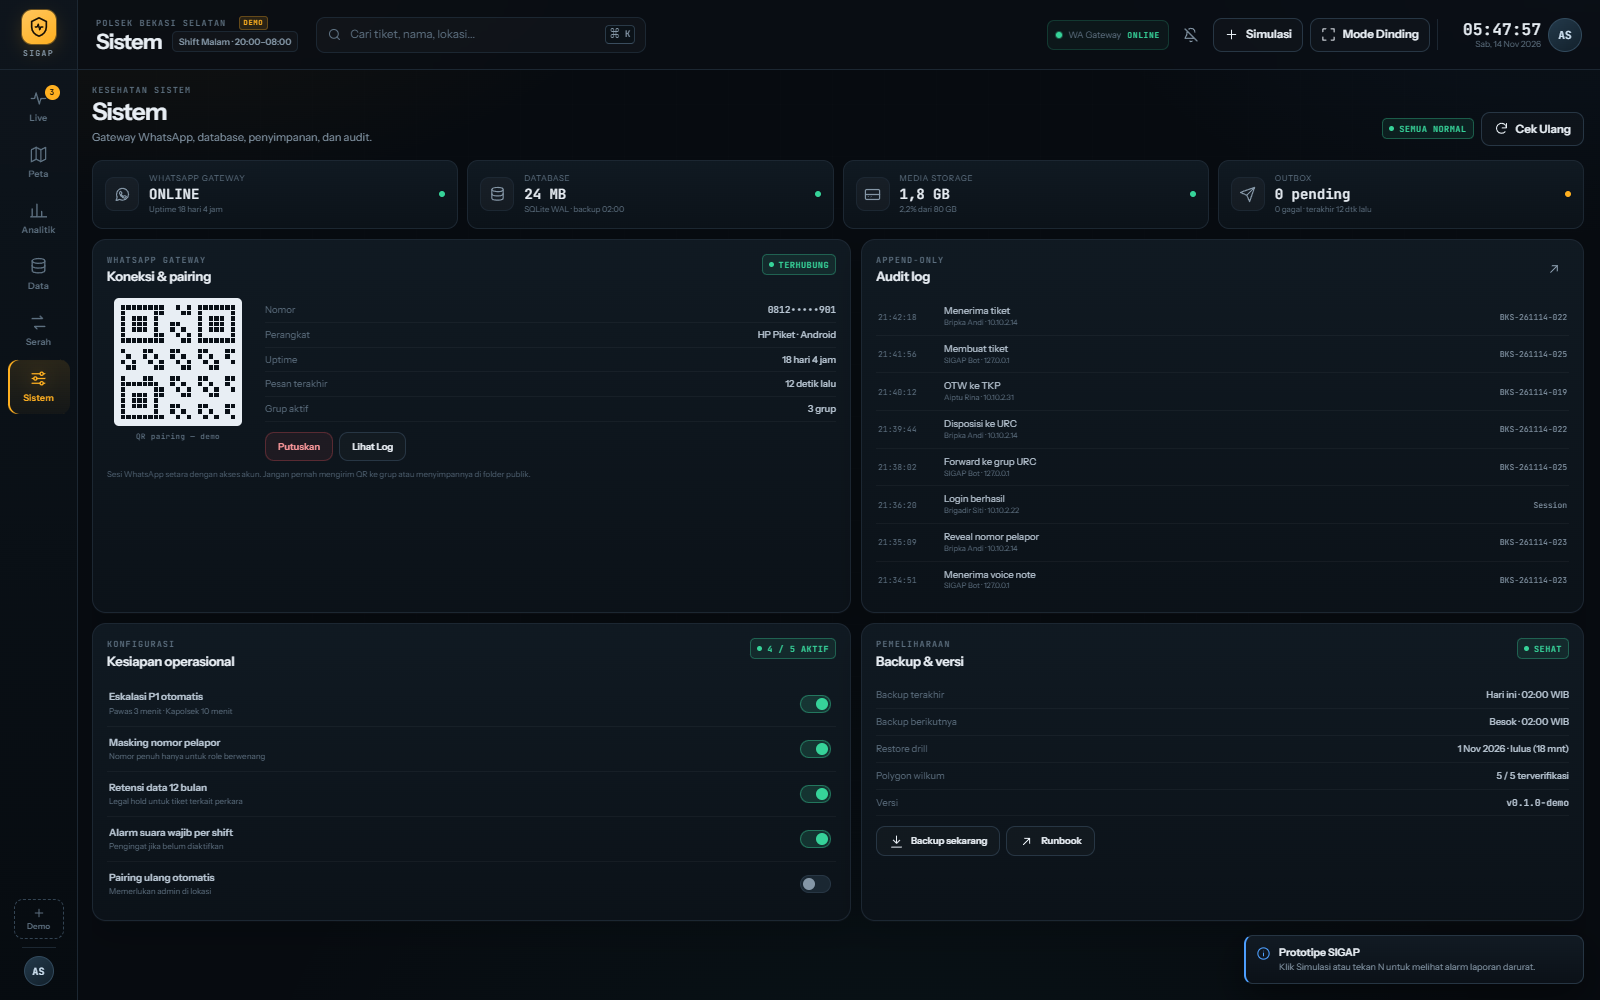 SIGAP
POLSEK BEKASI SELATAN DEMO
Sistem
Shift Malam · 20:00–08:00
Cari tiket, nama, lokasi...
⌘ K
WA Gateway ONLINE
Simulasi
Mode Dinding
05:47:57
Sab, 14 Nov 2026
AS
3
Live
Peta
Analitik
Data
Serah
Sistem
Demo
AS
KESEHATAN SISTEM
Sistem
Gateway WhatsApp, database, penyimpanan, dan audit.
SEMUA NORMAL
Cek Ulang
WHATSAPP GATEWAY
ONLINE
Uptime 18 hari 4 jam
DATABASE
24 MB
SQLite WAL · backup 02:00
MEDIA STORAGE
1,8 GB
2,2% dari 80 GB
OUTBOX
0 pending
0 gagal · terakhir 12 dtk lalu
WHATSAPP GATEWAY
Koneksi & pairing
TERHUBUNG
QR pairing — demo
Nomor 0812•••••901
Perangkat HP Piket · Android
Uptime 18 hari 4 jam
Pesan terakhir 12 detik lalu
Grup aktif 3 grup
Putuskan
Lihat Log
Sesi WhatsApp setara dengan akses akun. Jangan pernah mengirim QR ke grup atau menyimpannya di folder publik.
APPEND-ONLY
Audit log
21:42:18 Menerima tiket BKS-261114-022
Bripka Andi · 10.10.2.14
21:41:56 Membuat tiket BKS-261114-025
SIGAP Bot · 127.0.0.1
21:40:12 OTW ke TKP BKS-261114-019
Aiptu Rina · 10.10.2.31
21:39:44 Disposisi ke URC BKS-261114-022
Bripka Andi · 10.10.2.14
21:38:02 Forward ke grup URC BKS-261114-025
SIGAP Bot · 127.0.0.1
21:36:20 Login berhasil Session
Brigadir Siti · 10.10.2.22
21:35:09 Reveal nomor pelapor BKS-261114-023
Bripka Andi · 10.10.2.14
21:34:51 Menerima voice note BKS-261114-023
SIGAP Bot · 127.0.0.1
KONFIGURASI
Kesiapan operasional
4 / 5 AKTIF
Eskalasi P1 otomatis
Pawas 3 menit · Kapolsek 10 menit
Masking nomor pelapor
Nomor penuh hanya untuk role berwenang
Retensi data 12 bulan
Legal hold untuk tiket terkait perkara
Alarm suara wajib per shift
Pengingat jika belum diaktifkan
Pairing ulang otomatis
Memerlukan admin di lokasi
PEMELIHARAAN
Backup & versi
SEHAT
Backup terakhir Hari ini · 02:00 WIB
Backup berikutnya Besok · 02:00 WIB
Restore drill 1 Nov 2026 · lulus (18 mnt)
Polygon wilkum 5 / 5 terverifikasi
Versi v0.1.0-demo
Backup sekarang
Runbook
Prototipe SIGAP
Klik Simulasi atau tekan N untuk melihat alarm laporan darurat.